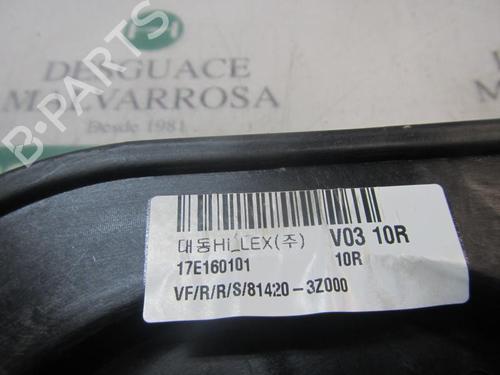 DESGUACE
MALVARROSA
Desde 1981
B-PARTS
대동Hi_LEX(주)
V03 10R
17E160101
10R
VF/R/R/S/81420-3Z000